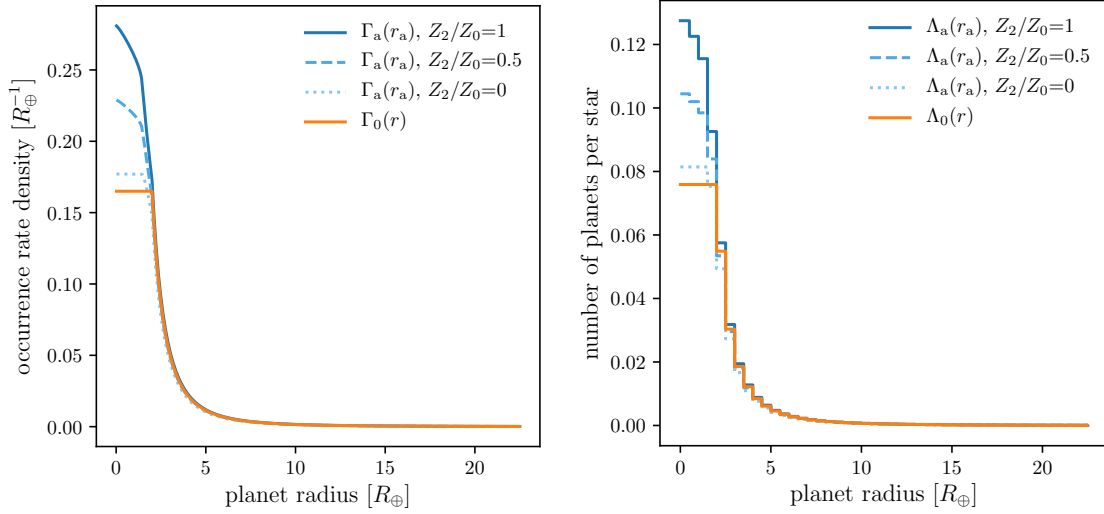 occurrence rate density [R⊕⁻¹]
0.25
0.20
0.15
0.10
0.05
0.00
0
5
10
15
20
planet radius [R⊕]
Γₐ(rₐ), Z₂/Z₀=1
Γₐ(rₐ), Z₂/Z₀=0.5
Γₐ(rₐ), Z₂/Z₀=0
Γ₀(r)
number of planets per star
0.12
0.10
0.08
0.06
0.04
0.02
0.00
0
5
10
15
20
planet radius [R⊕]
Λₐ(rₐ), Z₂/Z₀=1
Λₐ(rₐ), Z₂/Z₀=0.5
Λₐ(rₐ), Z₂/Z₀=0
Λ₀(r)